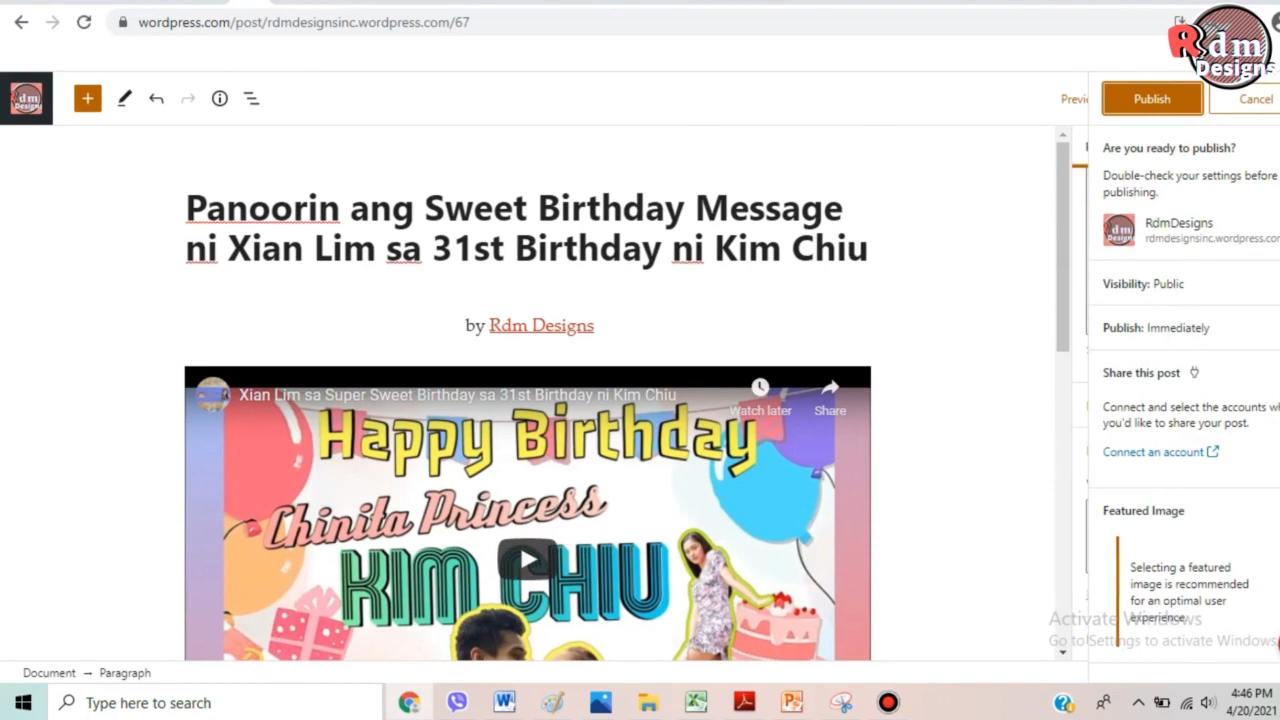 wordpress.com/post/rdmdesignsinc.wordpress.com/67
Rdm
Designs
Rdm
Designs
Previ
Publish
Cancel
Are you ready to publish?
Double-check your settings before
publishing.
Rdm
Designs
RdmDesigns
rdmdesignsinc.wordpress.com
Visibility: Public
Publish: Immediately
Share this post
Connect and select the accounts wh
you'd like to share your post.
Connect an account
Featured Image
Selecting a featured
image is recommended
for an optimal user
experience.
Panoorin ang Sweet Birthday Message
ni Xian Lim sa 31st Birthday ni Kim Chiu
by Rdm Designs
Xian Lim sa Super Sweet Birthday sa 31st Birthday ni Kim Chiu
Watch later
Share
Happy Birthday
Chinita Princess
KIM CHIU
Activate Windows
Go to Settings to activate Windows.
Document → Paragraph
Type here to search
4:46 PM
4/20/2021